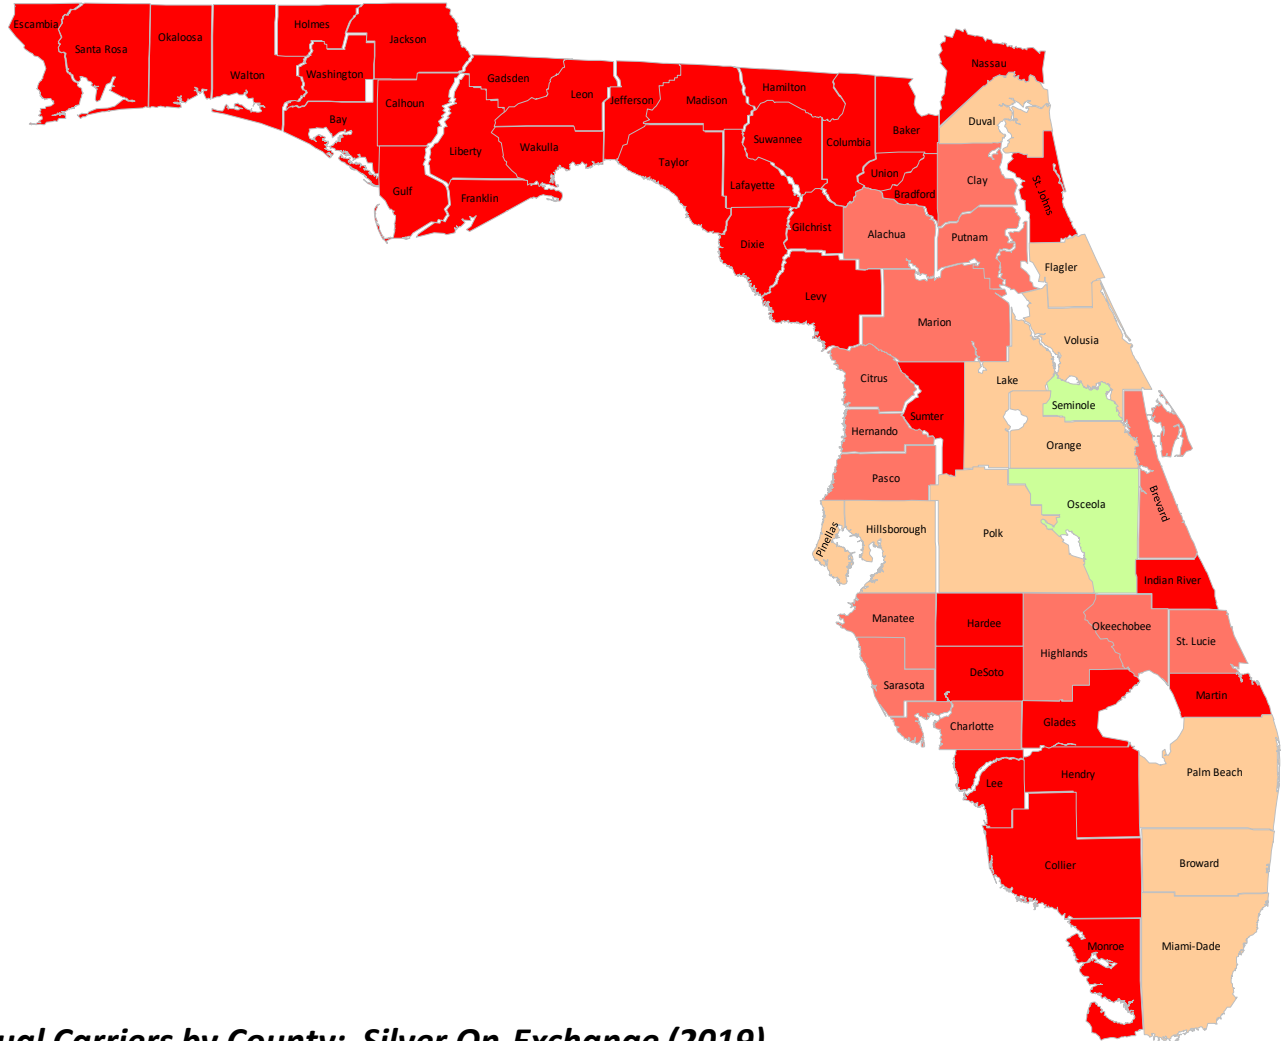 Escambia
Santa Rosa
Okaloosa
Walton
Holmes
Washington
Jackson
Bay
Calhoun
Gulf
Gadsden
Liberty
Franklin
Leon
Wakulla
Jefferson
Madison
Taylor
Hamilton
Suwannee
Lafayette
Dixie
Columbia
Gilchrist
Levy
Baker
Union
Bradford
Nassau
Duval
Clay
St. Johns
Alachua
Putnam
Flagler
Marion
Volusia
Citrus
Sumter
Lake
Seminole
Hernando
Orange
Pasco
Brevard
Osceola
Pinellas
Hillsborough
Polk
Indian River
Manatee
Hardee
Okeechobee
St. Lucie
Highlands
DeSoto
Sarasota
Martin
Charlotte
Glades
Lee
Hendry
Palm Beach
Collier
Broward
Monroe
Miami-Dade
Carriers by County: Silver On-Exchange (2019)